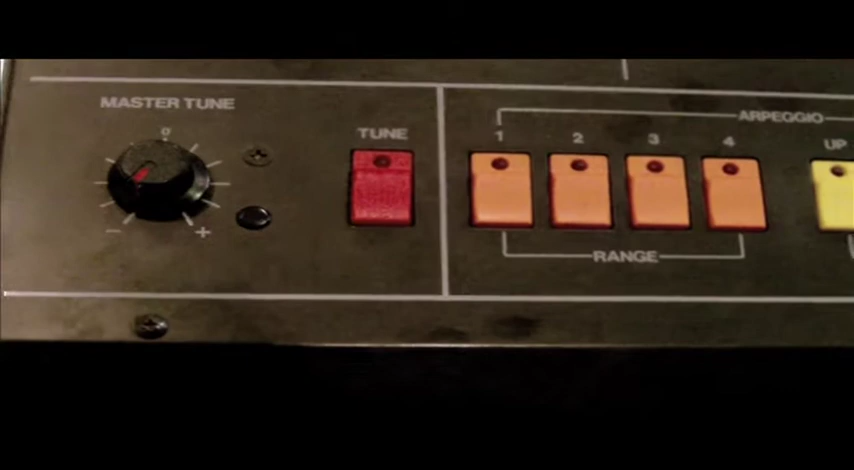 MASTER TUNE
0
- +
TUNE
ARPEGGIO
1 2 3 4 UP
RANGE